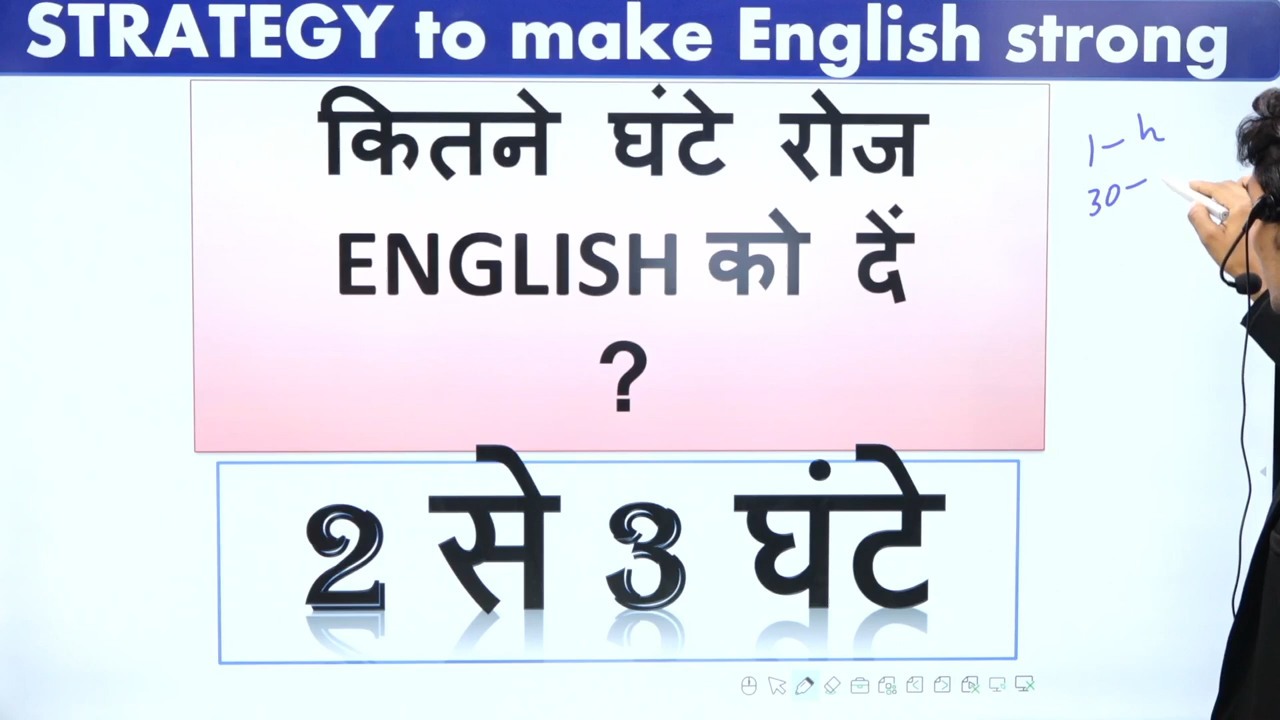 STRATEGY to make English strong
कितने घंटे रोज
ENGLISH को दें
?
2 से 3 घंटे
1-h
30-